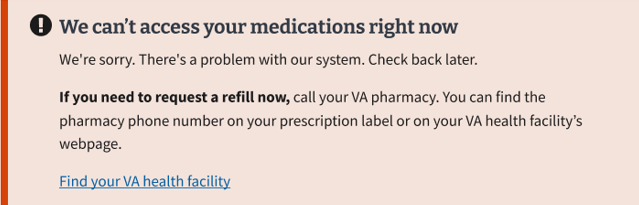 We can’t access your medications right now
We're sorry. There's a problem with our system. Check back later.
If you need to request a refill now, call your VA pharmacy. You can find the
pharmacy phone number on your prescription label or on your VA health facility’s
webpage.
Find your VA health facility